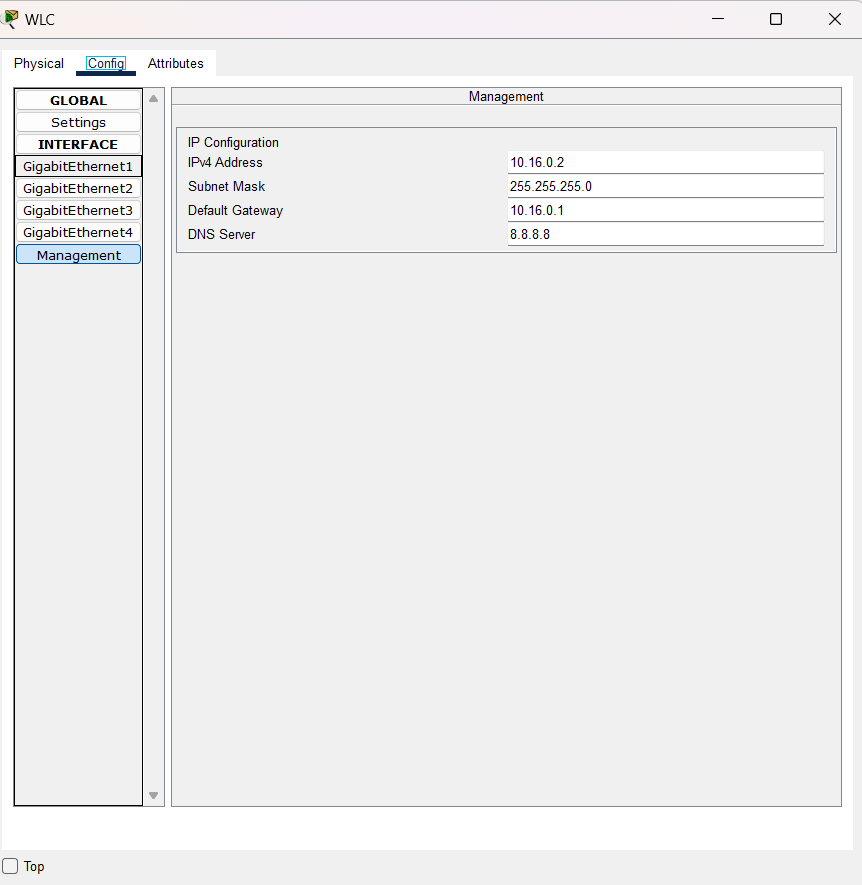 WLC
Physical Config Attributes
GLOBAL
Settings
INTERFACE
GigabitEthernet1
GigabitEthernet2
GigabitEthernet3
GigabitEthernet4
Management
Management
IP Configuration
IPv4 Address 10.16.0.2
Subnet Mask 255.255.255.0
Default Gateway 10.16.0.1
DNS Server 8.8.8.8
Top